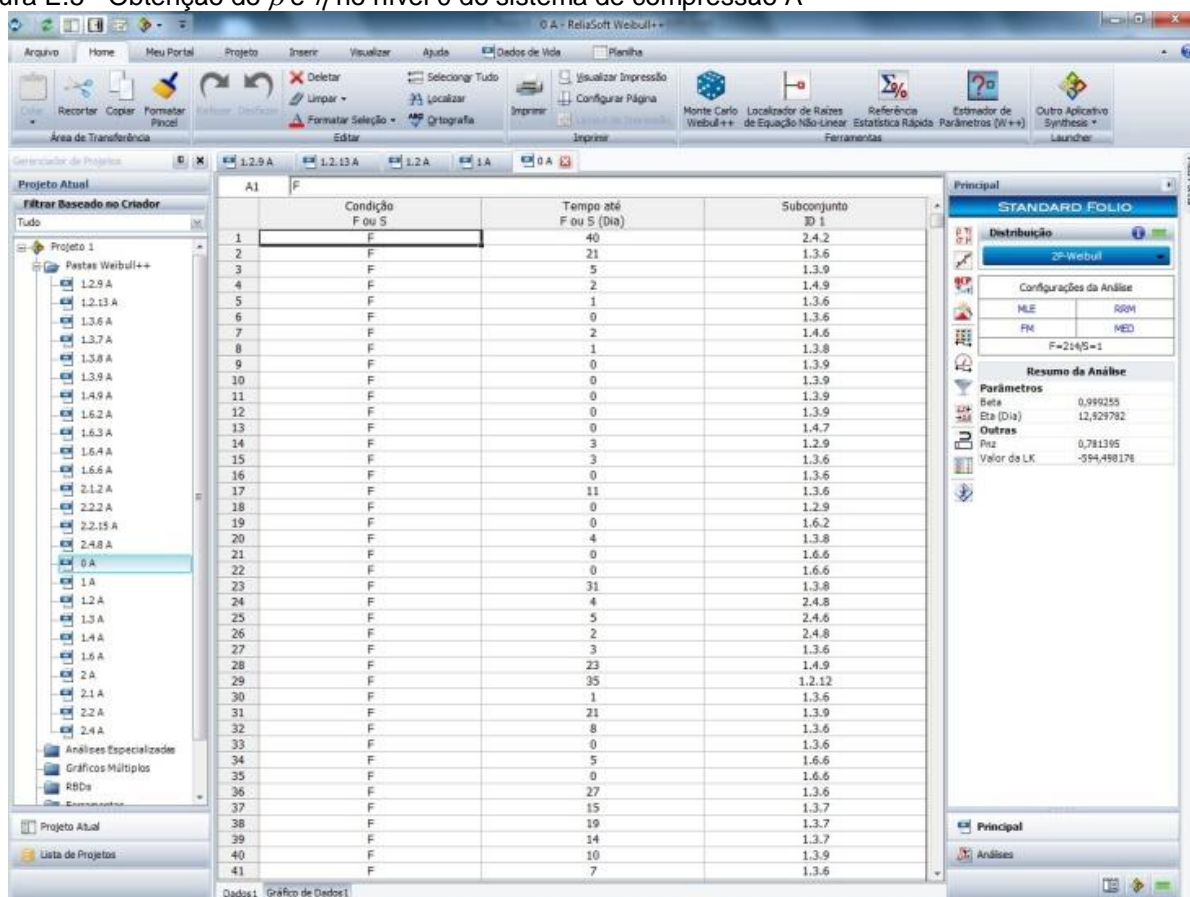 ura E.3 - Obtenção do β e η no nível 0 do sistema de compressão A
0 A - ReliaSoft Weibull++
Arquivo Home Meu Portal Projeto Inserir Visualizar Ajuda Dados de Vida Planilha
Recortar Copiar Formatar Pincel
Área de Transferência
Deletar
Limpar
Formatar Seleção
Selecionar Tudo
Localizar
Ortografia
Editar
Imprimir
Visualizar Impressão
Configurar Página
Imprimir
Monte Carlo Weibull++
Localizador de Raízes de Equação Não-Linear
Referência Estatística Rápida
Estimador de Parâmetros (W++)
Ferramentas
Outro Aplicativo Synthesis
Launcher
Gerenciador de Projetos
1.2.9 A 1.2.13 A 1.2 A 1 A 0 A
Projeto Atual
Filtrar Baseado no Criador
Tudo
Projeto 1
Pastas Weibull++
1.2.9 A
1.2.13 A
1.3.6 A
1.3.7 A
1.3.8 A
1.3.9 A
1.4.9 A
1.6.2 A
1.6.3 A
1.6.4 A
1.6.6 A
2.1.2 A
2.2.2 A
2.2.15 A
2.4.8 A
0 A
1 A
1.2 A
1.3 A
1.4 A
1.6 A
2 A
2.1 A
2.2 A
2.4 A
Análises Especializadas
Gráficos Múltiplos
RBDs
Projeto Atual
Lista de Projetos
A1 F
Condição F ou S Tempo até F ou S (Dia) Subconjunto ID 1
1 F 40 2.4.2
2 F 21 1.3.6
3 F 5 1.3.9
4 F 2 1.4.9
5 F 1 1.3.6
6 F 0 1.3.6
7 F 2 1.4.6
8 F 1 1.3.8
9 F 0 1.3.9
10 F 0 1.3.9
11 F 0 1.3.9
12 F 0 1.3.9
13 F 0 1.4.7
14 F 3 1.2.9
15 F 3 1.3.6
16 F 0 1.3.6
17 F 11 1.3.6
18 F 0 1.2.9
19 F 0 1.6.2
20 F 4 1.3.8
21 F 0 1.6.6
22 F 0 1.6.6
23 F 31 1.3.8
24 F 4 2.4.8
25 F 5 2.4.6
26 F 2 2.4.8
27 F 3 1.3.6
28 F 23 1.4.9
29 F 35 1.2.12
30 F 1 1.3.6
31 F 21 1.3.9
32 F 8 1.3.6
33 F 0 1.3.6
34 F 5 1.6.6
35 F 0 1.6.6
36 F 27 1.3.6
37 F 15 1.3.7
38 F 19 1.3.7
39 F 14 1.3.7
40 F 10 1.3.9
41 F 7 1.3.6
Dados1 Gráfico de Dados1
Principal
STANDARD FOLIO
Distribuição
2P-Weibull
Configurações da Análise
MLE RRM
FM MED
F=214/S=1
Resumo da Análise
Parâmetros
Beta 0,999255
Eta (Dia) 12,929782
Outras
Pnz 0,781395
Valor da LK -594,498176
Principal
Análises